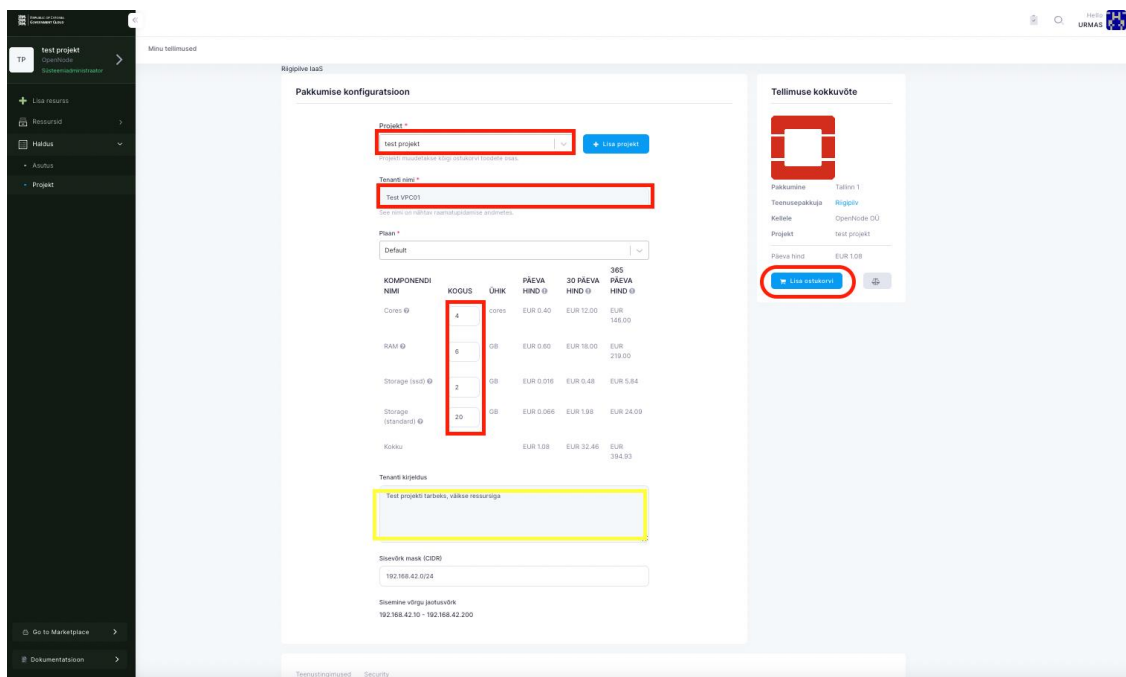 REPUBLIC OF ESTONIA
GOVERNMENT CLOUD
Hello
URMAS
TP
test projekt
OpenNode
Süsteemiadministraator
Minu tellimused
Lisa ressurss
Ressursid
Haldus
Asutus
Projekt
Go to Marketplace
Dokumentatsioon
Riigipilve IaaS
Pakkumise konfiguratsioon
Projekt *
test projekt
Lisa projekt
Projekti muudetakse kõigi ostukorvi toodete osas.
Tenanti nimi *
Test VPC01
See nimi on nähtav raamatupidamise andmetes.
Plaan *
Default
KOMPONENDI NIMI KOGUS ÜHIK PÄEVA HIND 30 PÄEVA HIND 365 PÄEVA HIND
Cores 4 cores EUR 0.40 EUR 12.00 EUR 146.00
RAM 6 GB EUR 0.60 EUR 18.00 EUR 219.00
Storage (ssd) 2 GB EUR 0.016 EUR 0.48 EUR 5.84
Storage (standard) 20 GB EUR 0.066 EUR 1.98 EUR 24.09
Kokku EUR 1.08 EUR 32.46 EUR 394.93
Tenanti kirjeldus
Test projekti tarbeks, väikse ressursiga
Sisevõrk mask (CIDR)
192.168.42.0/24
Sisemine võrgu jaotusvõrk
192.168.42.10 - 192.168.42.200
Teenustingimused Security
Tellimuse kokkuvõte
Pakkumine Tallinn 1
Teenusepakkuja Riigipilv
Kellele OpenNode OÜ
Projekt test projekt
Päeva hind EUR 1.08
Lisa ostukorvi